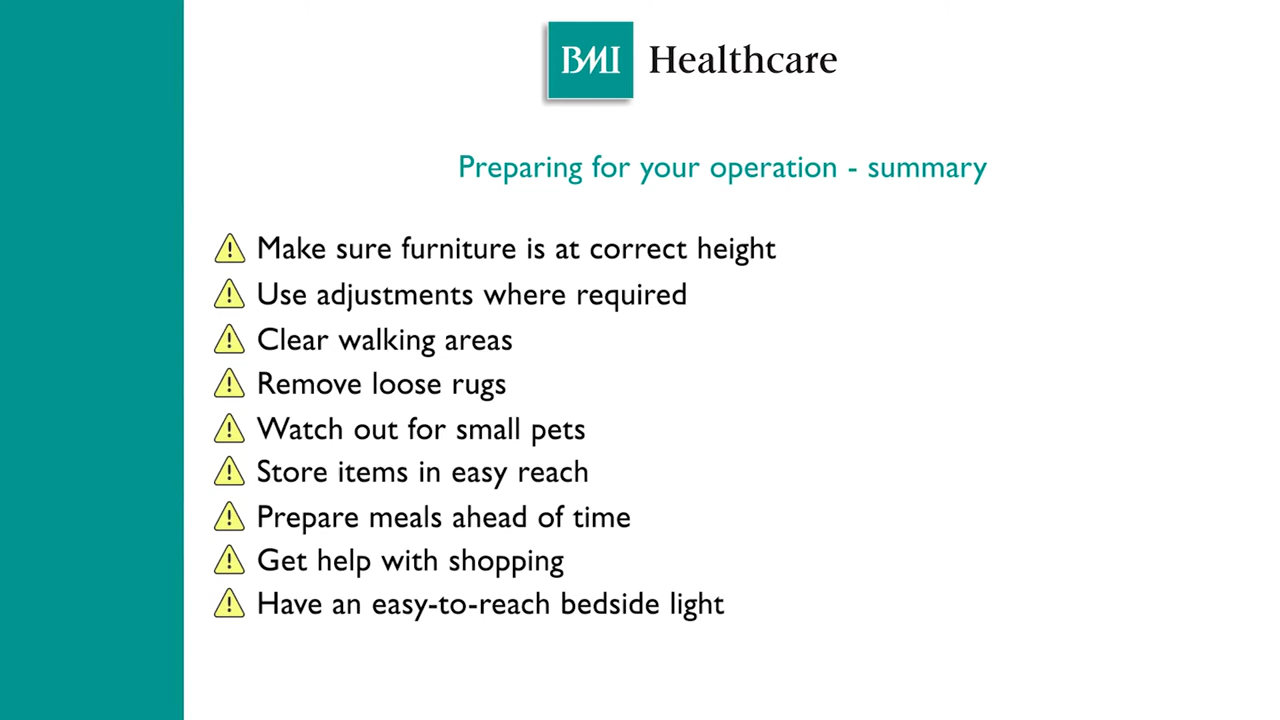 BMI Healthcare
Preparing for your operation - summary
Make sure furniture is at correct height
Use adjustments where required
Clear walking areas
Remove loose rugs
Watch out for small pets
Store items in easy reach
Prepare meals ahead of time
Get help with shopping
Have an easy-to-reach bedside light